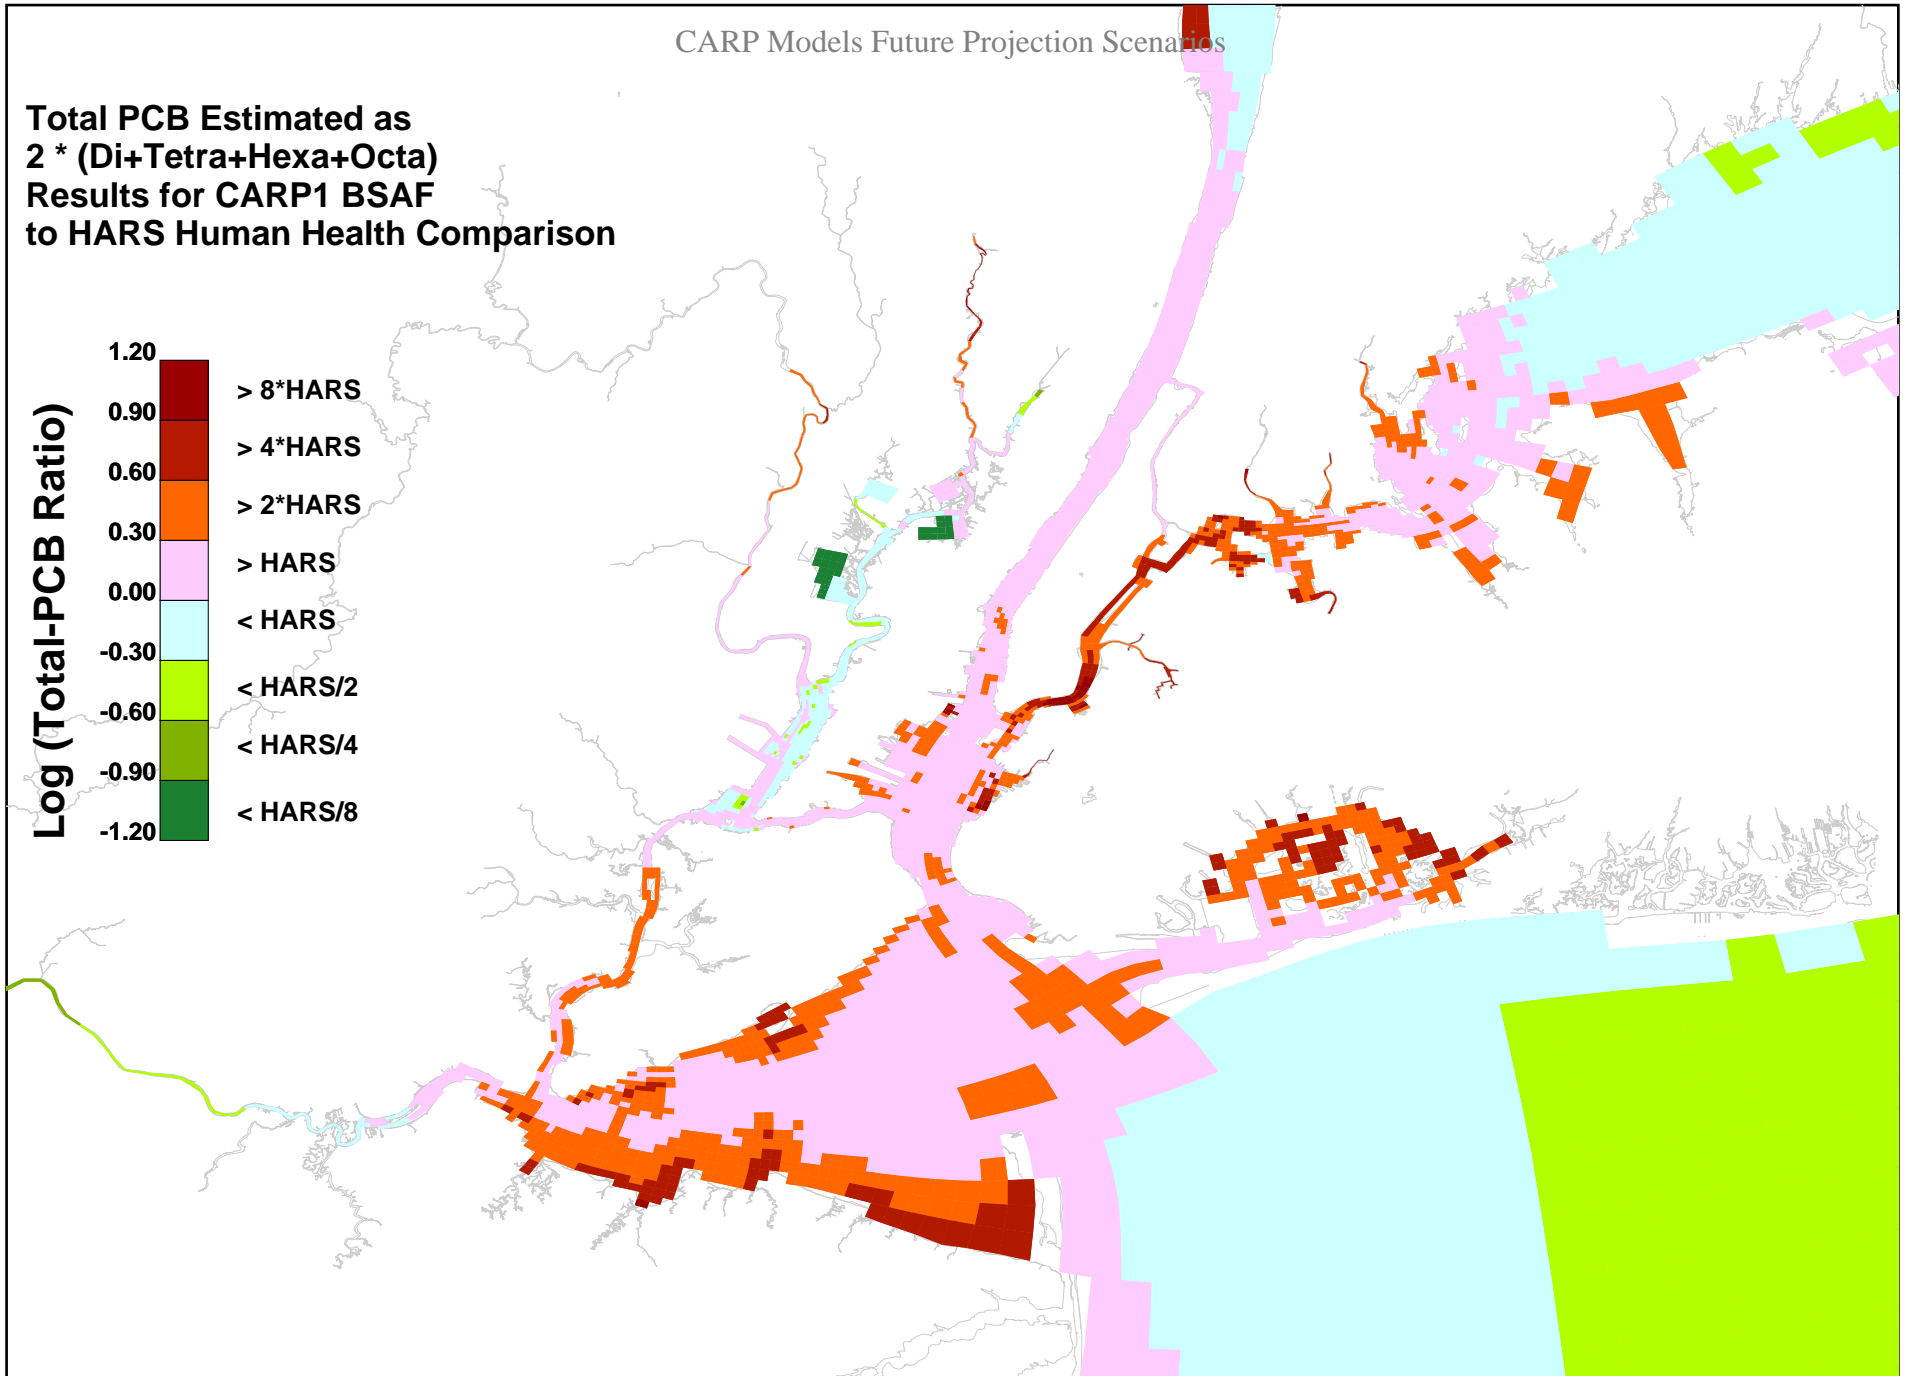 CARP Models Future Projection Scenarios
Total PCB Estimated as
2 * (Di+Tetra+Hexa+Octa)
Results for CARP1 BSAF
to HARS Human Health Comparison
Log (Total-PCB Ratio)
1.20
0.90
0.60
0.30
0.00
-0.30
-0.60
-0.90
-1.20
> 8*HARS
> 4*HARS
> 2*HARS
> HARS
< HARS
< HARS/2
< HARS/4
< HARS/8